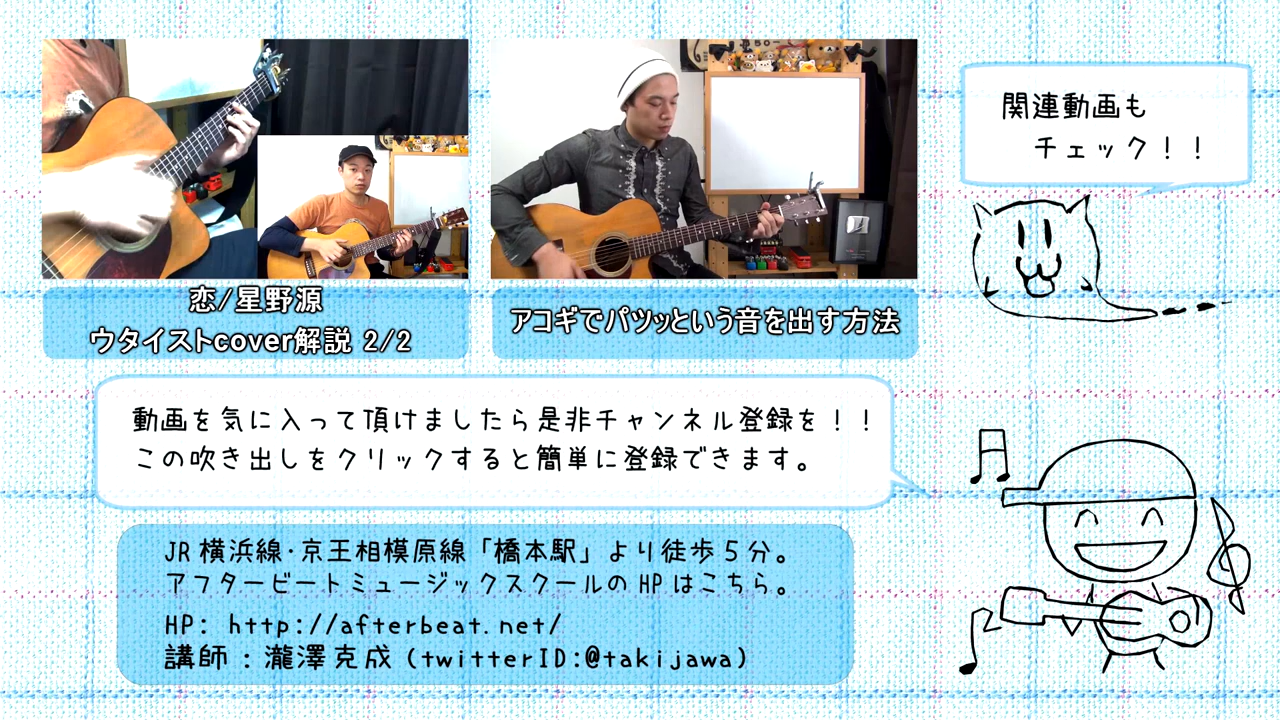 関連動画も
チェック！！
恋/星野源
ウタイストcover解説 2/2
アコギでパツッという音を出す方法
動画を気に入って頂けましたら是非チャンネル登録を！！
この吹き出しをクリックすると簡単に登録できます。
JR横浜線・京王相模原線「橋本駅」より徒歩5分。
アフタービートミュージックスクールのHPはこちら。
HP: http://afterbeat.net/
講師：瀧澤克成 (twitterID:@takijawa)